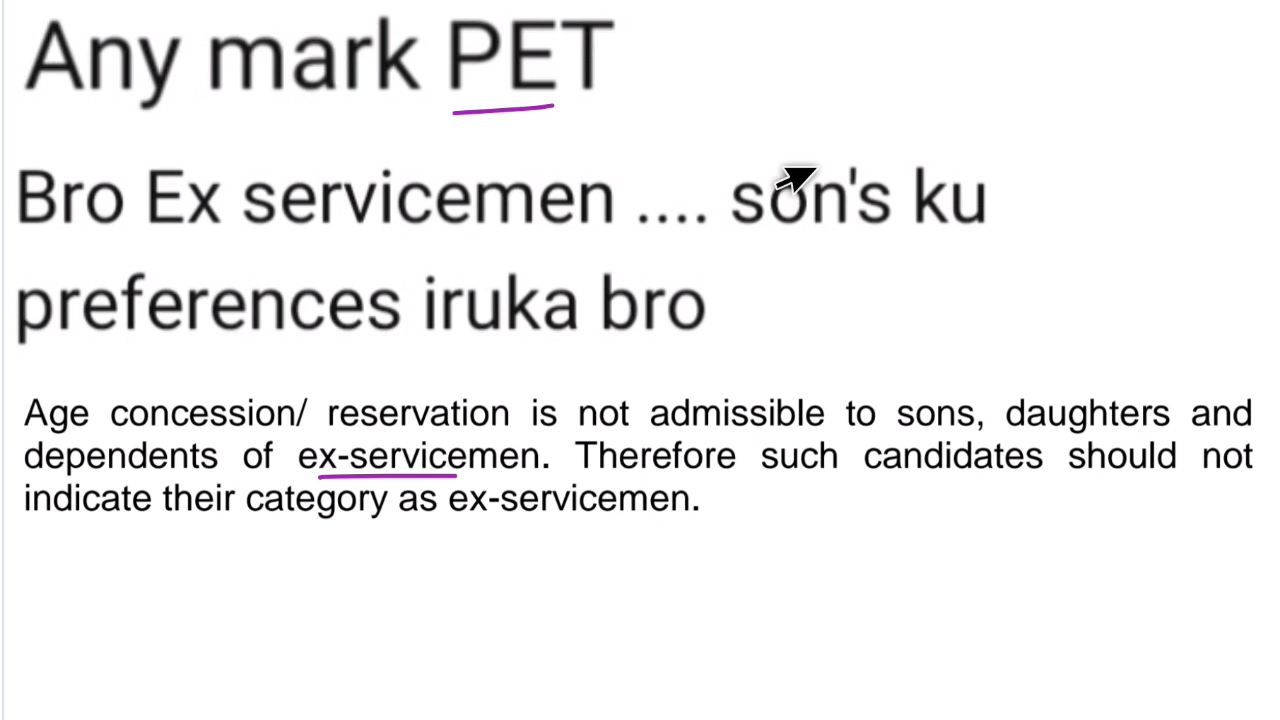 Any mark PET
Bro Ex servicemen .... son's ku
preferences iruka bro
Age concession/ reservation is not admissible to sons, daughters and
dependents of ex-servicemen. Therefore such candidates should not
indicate their category as ex-servicemen.